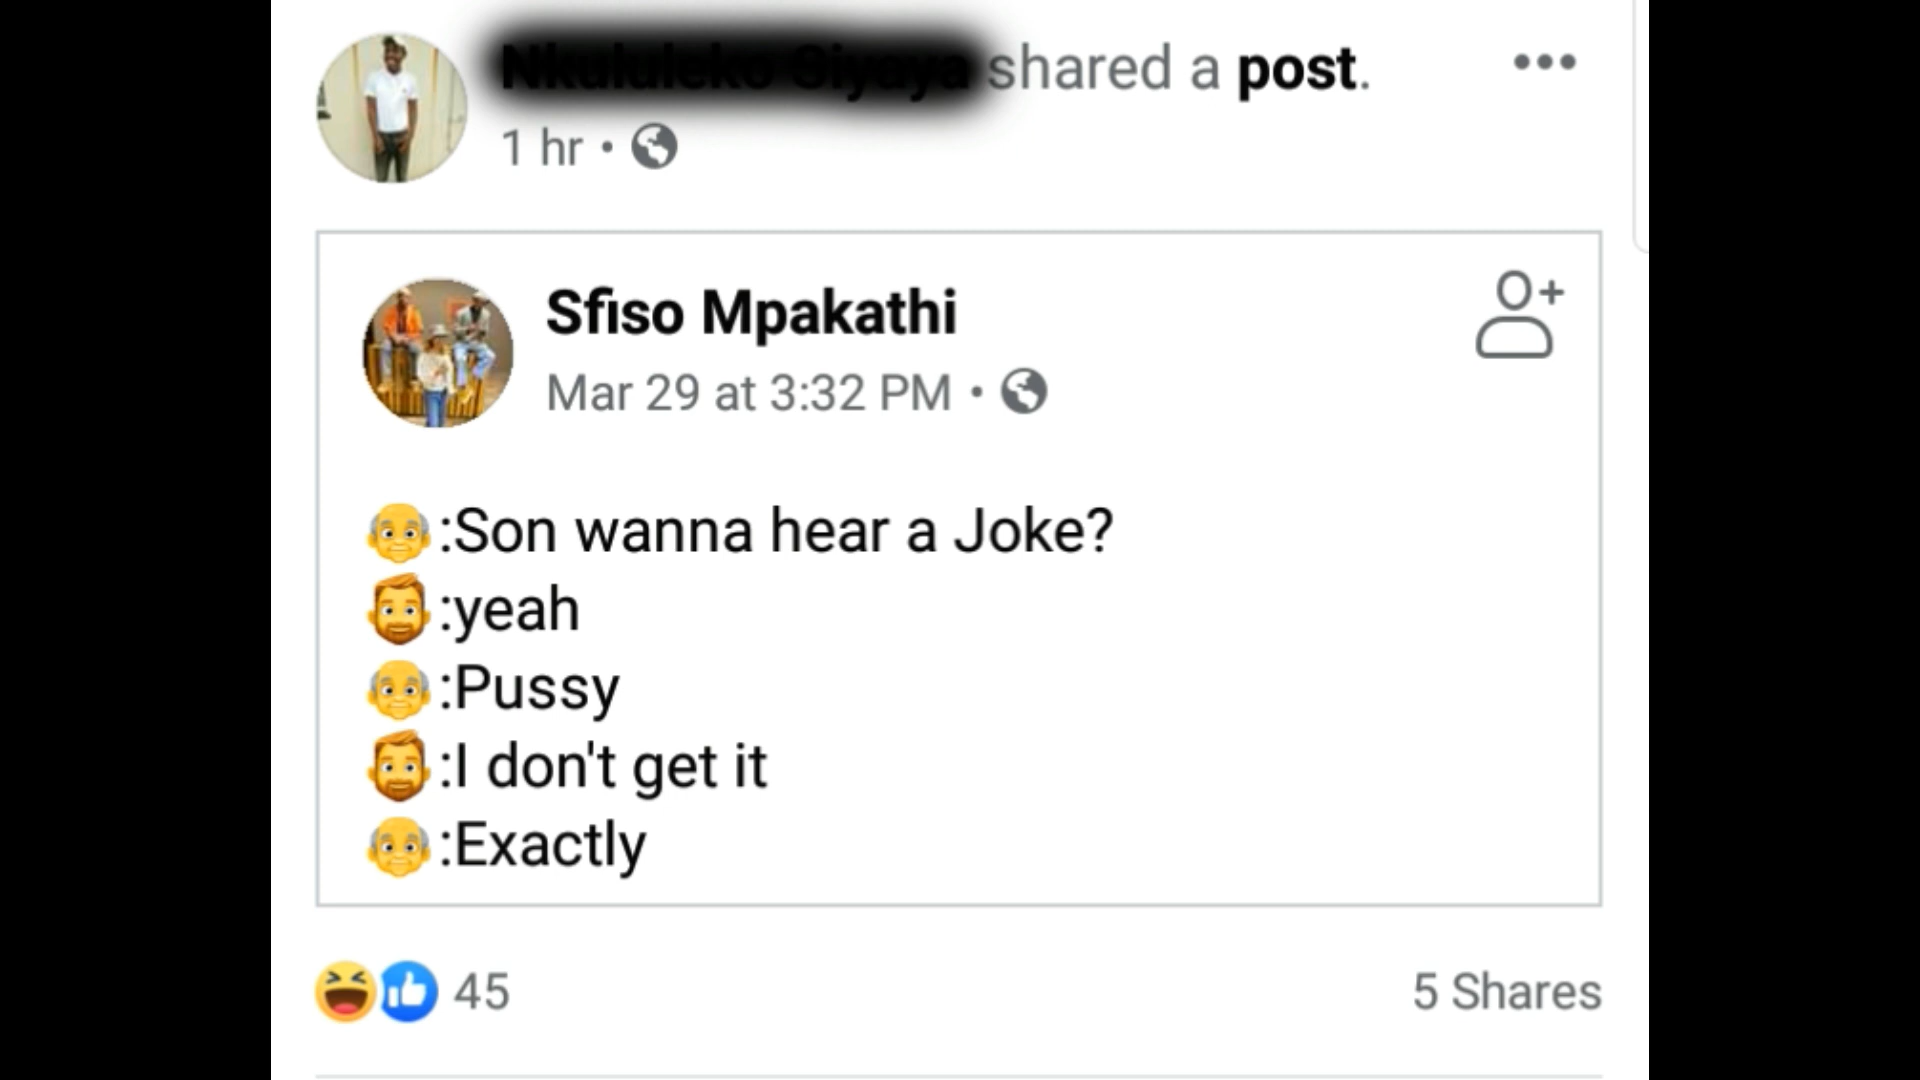 shared a post.
1 hr •
Sfiso Mpakathi
Mar 29 at 3:32 PM •
👴:Son wanna hear a Joke?
🧔:yeah
👴:Pussy
🧔:I don't get it
👴:Exactly
45
5 Shares